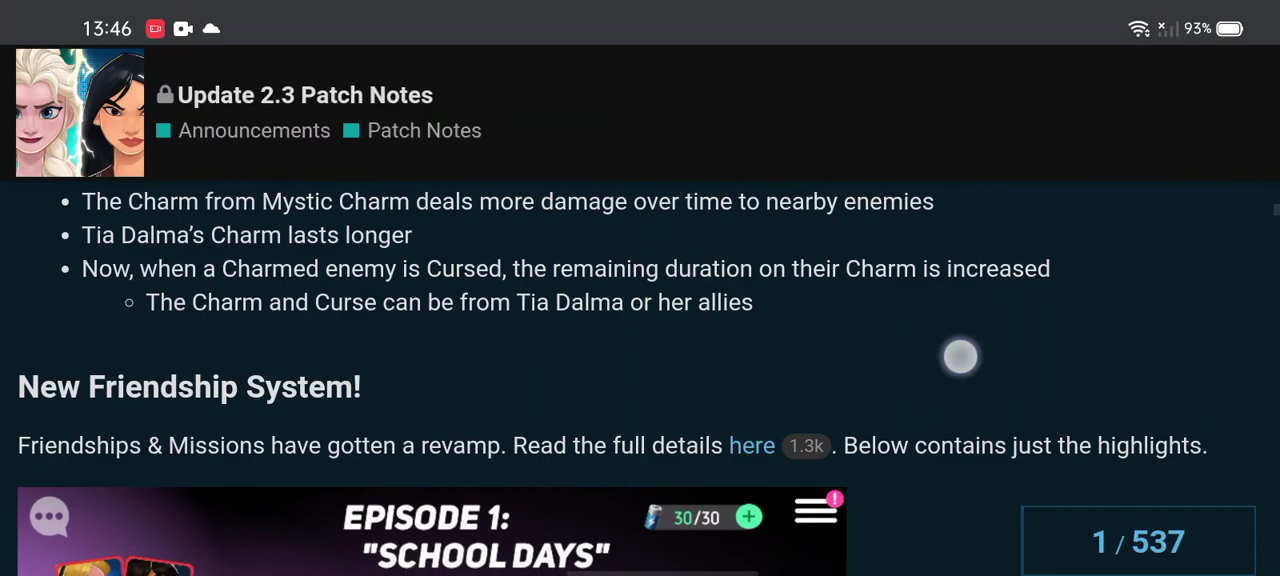 13:46 93%
Update 2.3 Patch Notes
Announcements Patch Notes
• The Charm from Mystic Charm deals more damage over time to nearby enemies
• Tia Dalma’s Charm lasts longer
• Now, when a Charmed enemy is Cursed, the remaining duration on their Charm is increased
◦ The Charm and Curse can be from Tia Dalma or her allies
New Friendship System!
Friendships & Missions have gotten a revamp. Read the full details here 1.3k. Below contains just the highlights.
EPISODE 1: 30/30 + !
"SCHOOL DAYS"
1 / 537